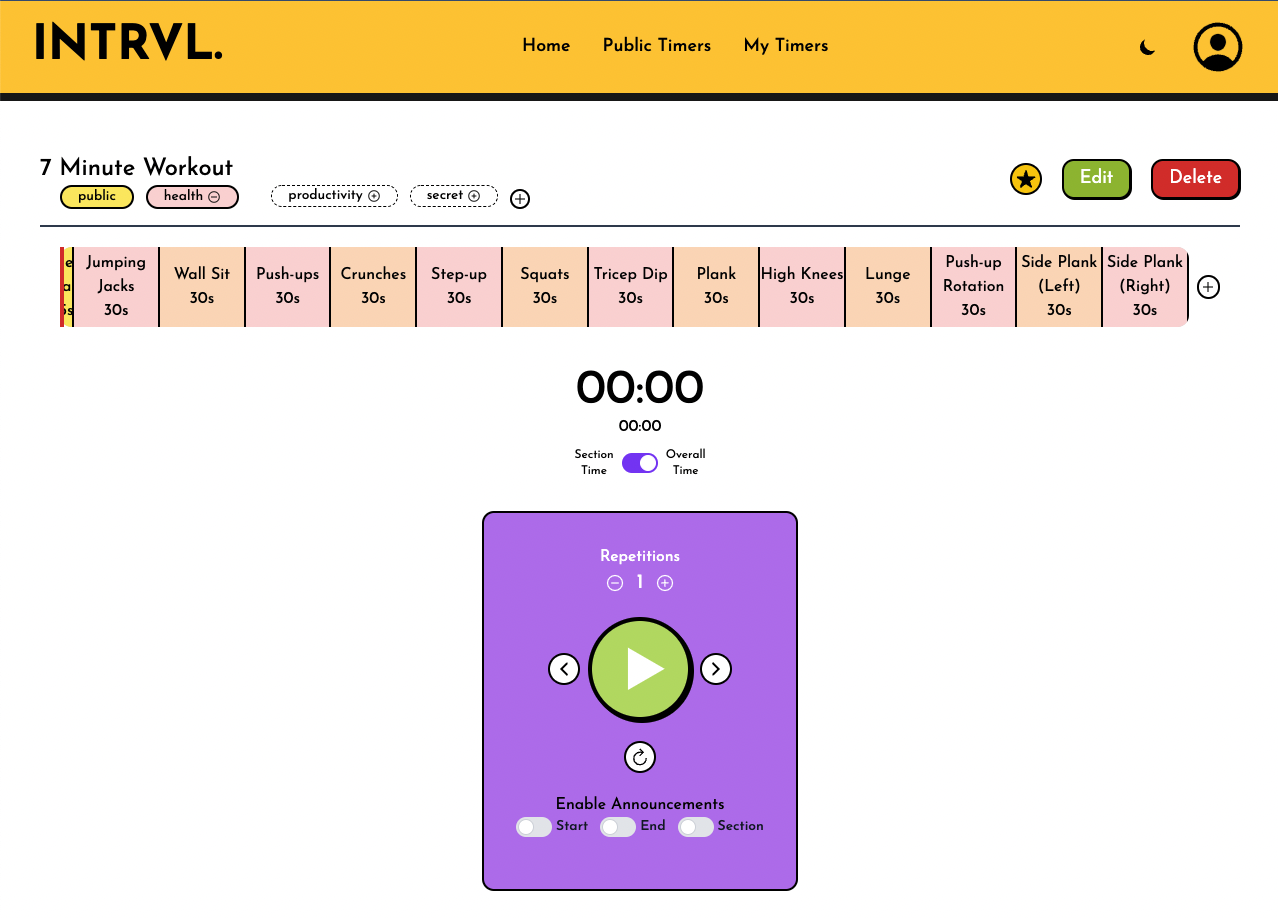 INTRVL.
Home Public Timers My Timers
7 Minute Workout
public health productivity secret
Edit Delete
Jumping Jacks 30s
Wall Sit 30s
Push-ups 30s
Crunches 30s
Step-up 30s
Squats 30s
Tricep Dip 30s
Plank 30s
High Knees 30s
Lunge 30s
Push-up Rotation 30s
Side Plank (Left) 30s
Side Plank (Right) 30s
00:00
00:00
Section Time
Overall Time
Repetitions
1
Enable Announcements
Start End Section